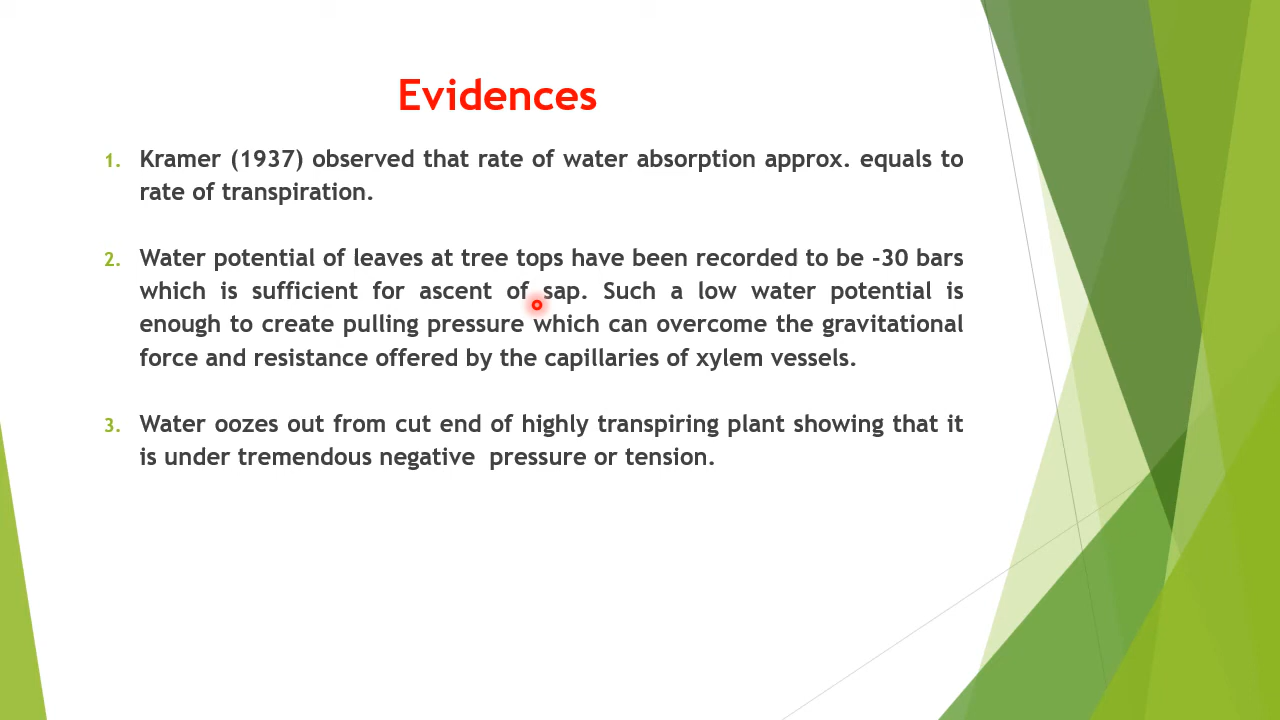 Evidences
1. Kramer (1937) observed that rate of water absorption approx. equals to
rate of transpiration.
2. Water potential of leaves at tree tops have been recorded to be -30 bars
which is sufficient for ascent of sap. Such a low water potential is
enough to create pulling pressure which can overcome the gravitational
force and resistance offered by the capillaries of xylem vessels.
3. Water oozes out from cut end of highly transpiring plant showing that it
is under tremendous negative  pressure or tension.